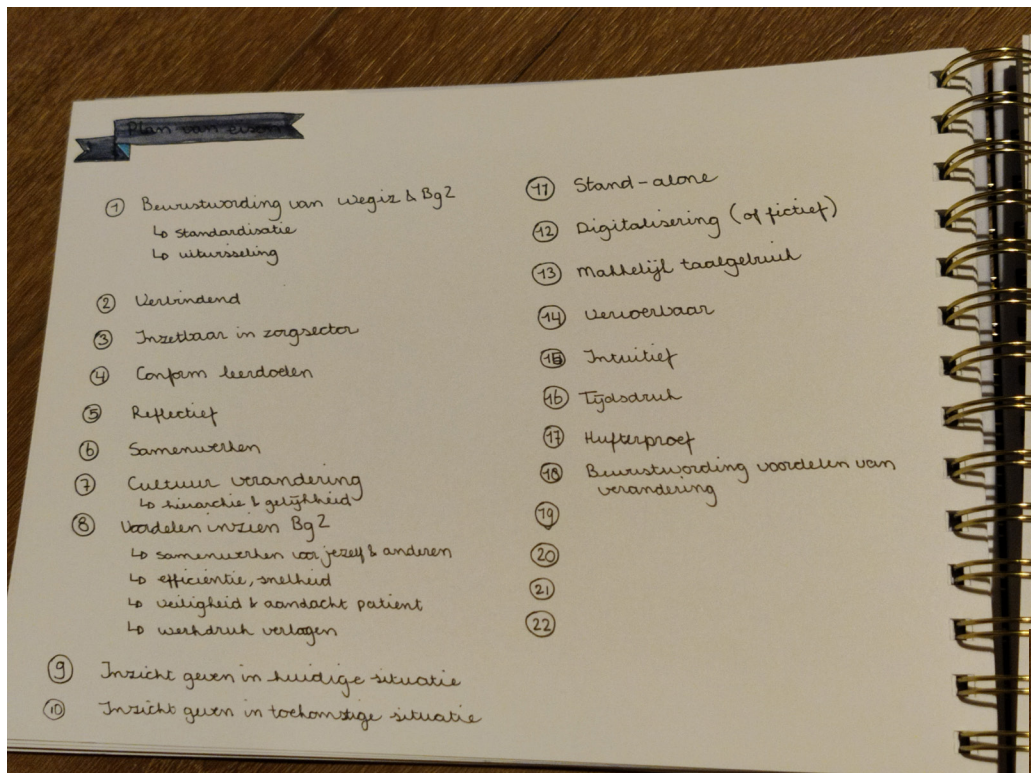 Plan van eisen
① Bewustwording van wegiz & Bg2
↳ standaardisatie
↳ uitwisseling
② Verbindend
③ Inzetbaar in zorgsector
④ Conform leerdoelen
⑤ Reflectief
⑥ Samenwerken
⑦ Cultuur verandering
↳ hierarchie & gelijkheid
⑧ Voordelen inzien Bg2
↳ samenwerken voor jezelf & anderen
↳ efficiëntie, snelheid
↳ veiligheid & aandacht patient
↳ werkdruk verlagen
⑨ Inzicht geven in huidige situatie
⑩ Inzicht geven in toekomstige situatie
⑪ Stand-alone
⑫ Digitalisering (of fictief)
⑬ Makkelijk taalgebruik
⑭ Vervoerbaar
⑮ Intuitief
⑯ Tijdsdruk
⑰ Hufterproef
⑱ Bewustwording voordelen van
verandering
⑲
⑳
㉑
㉒